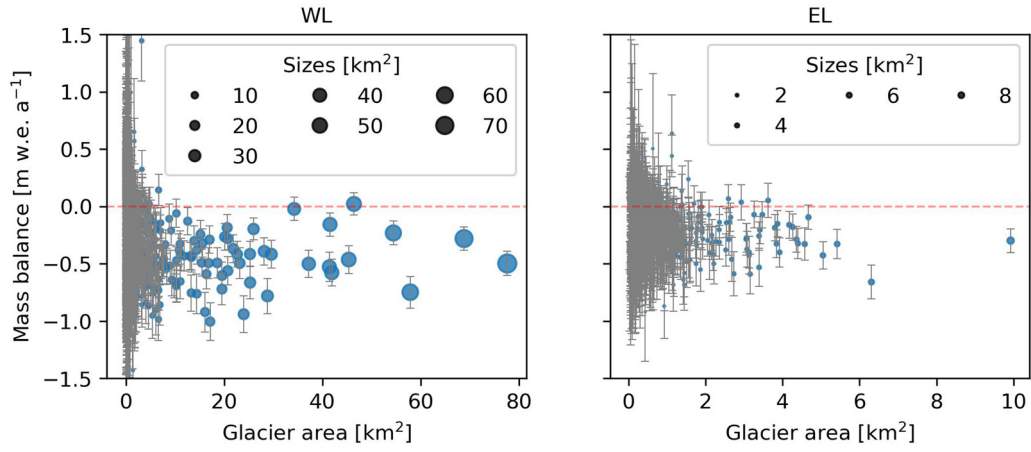 WL
EL
Mass balance [m w.e. a⁻¹]
1.5
1.0
0.5
0.0
−0.5
−1.0
−1.5
Sizes [km²]
10 40 60
20 50 70
30
0 20 40 60 80
Glacier area [km²]
Sizes [km²]
2 6 8
4
0 2 4 6 8 10
Glacier area [km²]